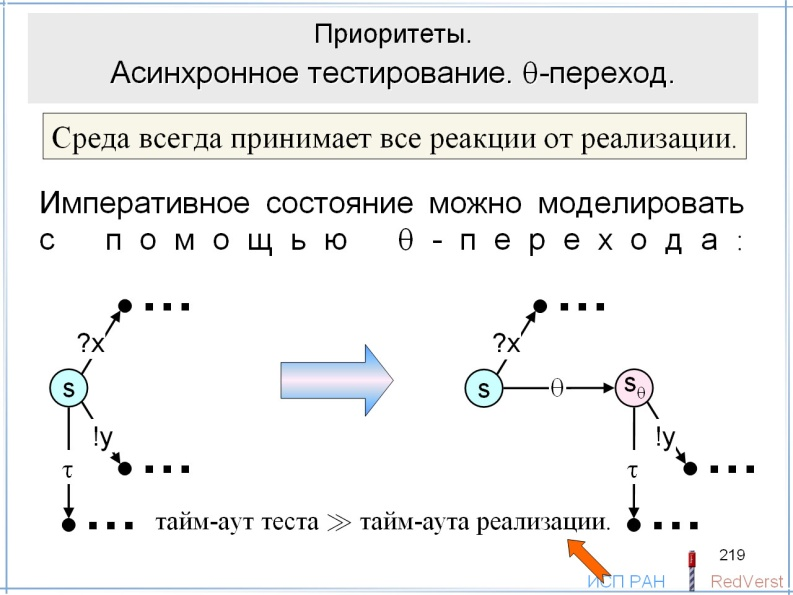 Приоритеты.
Асинхронное тестирование. θ-переход.
Среда всегда принимает все реакции от реализации.
Императивное состояние можно моделировать
с помощью θ-перехода:
?x
?x
s
s
θ
sθ
!y
!y
τ
τ
тайм-аут теста ≫ тайм-аута реализации.
219
ИСП РАН
RedVerst